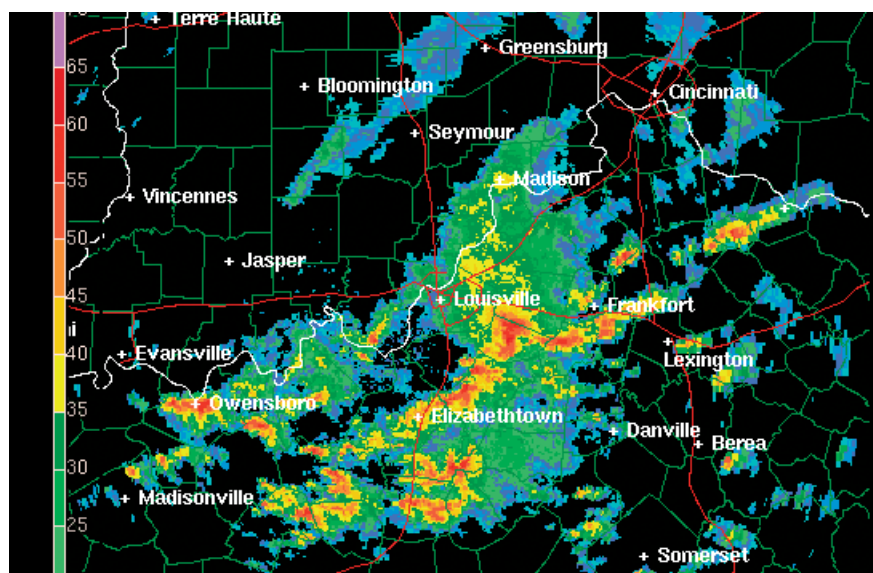 Terre Haute
Greensburg
65
Bloomington
Cincinnati
60
Seymour
55
Madison
Vincennes
50
Jasper
45
Louisville
Frankfort
40
Evansville
Lexington
35
Owensboro
Elizabethtown
Danville
Berea
30
Madisonville
25
Somerset